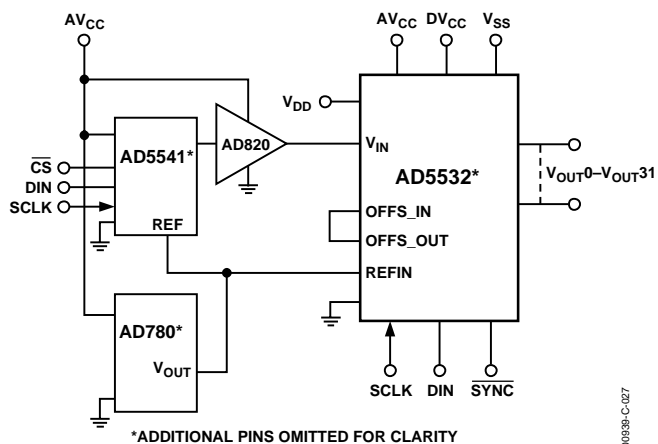 AVCC
AVCC
DVCC
VSS
VDD
AD820
VIN
AD5541*
CS
DIN
SCLK
REF
AD5532*
VOUT0–VOUT31
OFFS_IN
OFFS_OUT
REFIN
AD780*
VOUT
SCLK
DIN
SYNC
*ADDITIONAL PINS OMITTED FOR CLARITY
00939-C-027